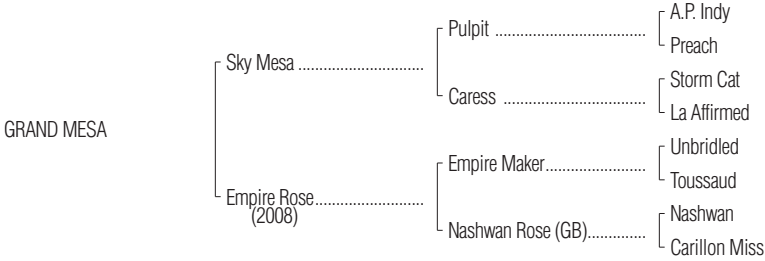 A.P. Indy
Pulpit ....................................
Preach
Sky Mesa ..............................
Storm Cat
Caress ..................................
La Affirmed
GRAND MESA
Unbridled
Empire Maker........................
Toussaud
Empire Rose..........................
(2008)
Nashwan
Nashwan Rose (GB)..............
Carillon Miss